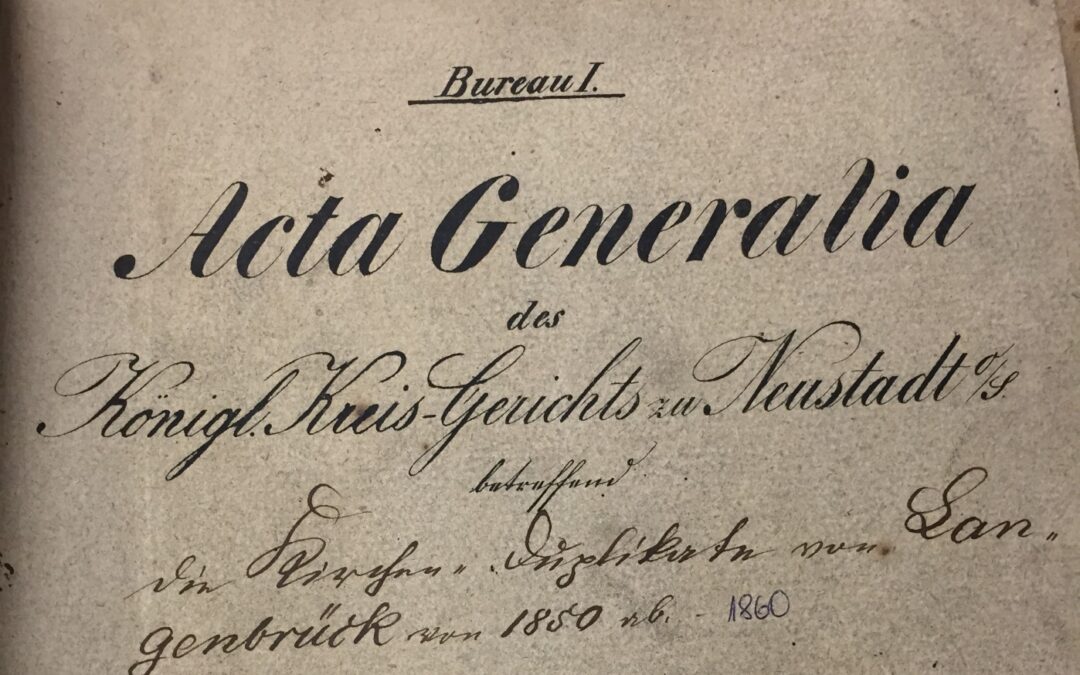 Bureau I.
Acta Generalia
des
Königl. Kreis-Gerichts zu Neustadt o/S.
betreffend
die Kirchen-Duplikate von Lan-
genbrück von 1850 ab. - 1860